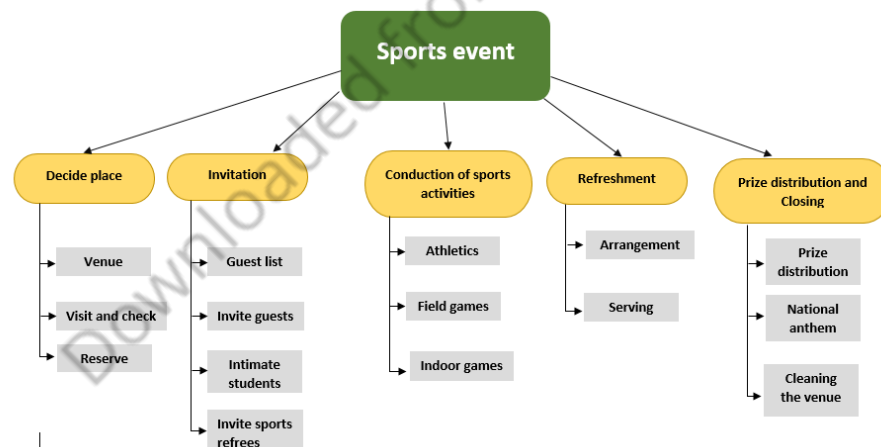 Sports event
Decide place
Invitation
Conduction of sports
activities
Refreshment
Prize distribution and
Closing
Venue
Visit and check
Reserve
Guest list
Invite guests
Intimate
students
Invite sports
refrees
Athletics
Field games
Indoor games
Arrangement
Serving
Prize
distribution
National
anthem
Cleaning
the venue
Downloaded from